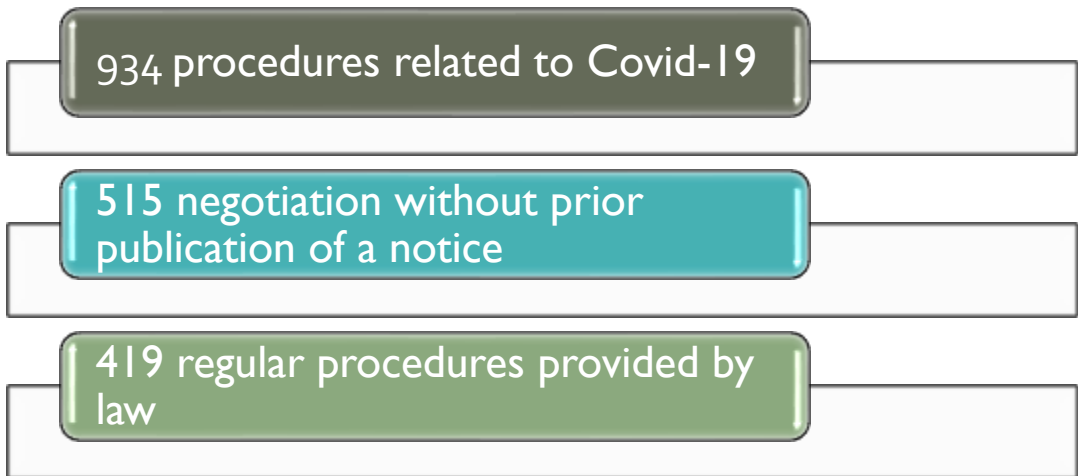 934 procedures related to Covid-19
515 negotiation without prior
publication of a notice
419 regular procedures provided by
law